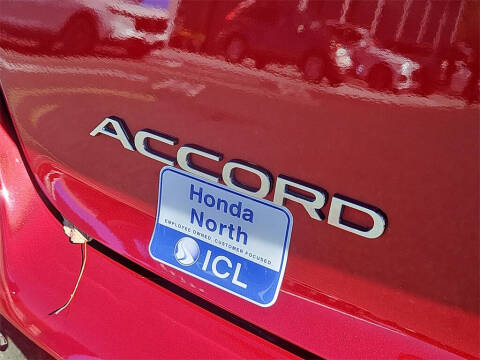 ACCORD
Honda
North
EMPLOYEE OWNED. CUSTOMER FOCUSED.
ICL